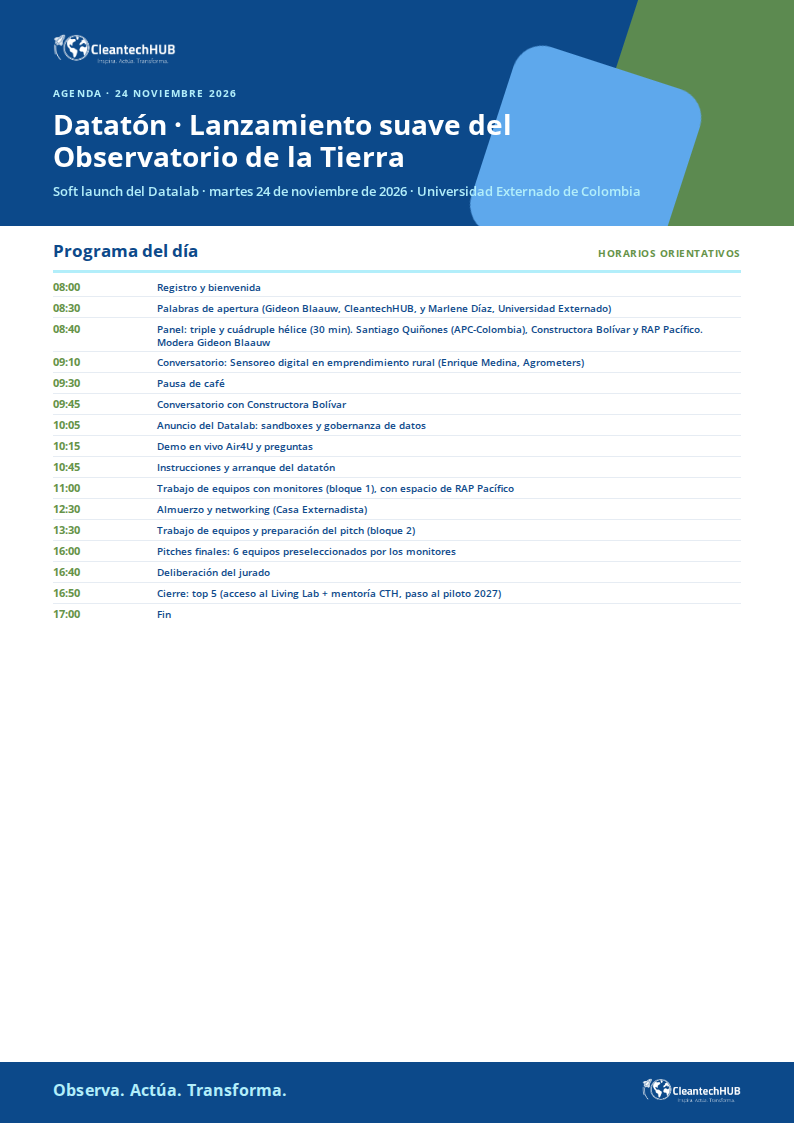 CleantechHUB
Inspira. Actúa. Transforma.
AGENDA · 24 NOVIEMBRE 2026
Datatón · Lanzamiento suave del
Observatorio de la Tierra
Soft launch del Datalab · martes 24 de noviembre de 2026 · Universidad Externado de Colombia
Programa del día
HORARIOS ORIENTATIVOS
08:00 Registro y bienvenida
08:30 Palabras de apertura (Gideon Blaauw, CleantechHUB, y Marlene Díaz, Universidad Externado)
08:40 Panel: triple y cuádruple hélice (30 min). Santiago Quiñones (APC-Colombia), Constructora Bolívar y RAP Pacífico.
Modera Gideon Blaauw
09:10 Conversatorio: Sensoreo digital en emprendimiento rural (Enrique Medina, Agrometers)
09:30 Pausa de café
09:45 Conversatorio con Constructora Bolívar
10:05 Anuncio del Datalab: sandboxes y gobernanza de datos
10:15 Demo en vivo Air4U y preguntas
10:45 Instrucciones y arranque del datatón
11:00 Trabajo de equipos con monitores (bloque 1), con espacio de RAP Pacífico
12:30 Almuerzo y networking (Casa Externadista)
13:30 Trabajo de equipos y preparación del pitch (bloque 2)
16:00 Pitches finales: 6 equipos preseleccionados por los monitores
16:40 Deliberación del jurado
16:50 Cierre: top 5 (acceso al Living Lab + mentoría CTH, paso al piloto 2027)
17:00 Fin
Observa. Actúa. Transforma.
CleantechHUB
Inspira. Actúa. Transforma.